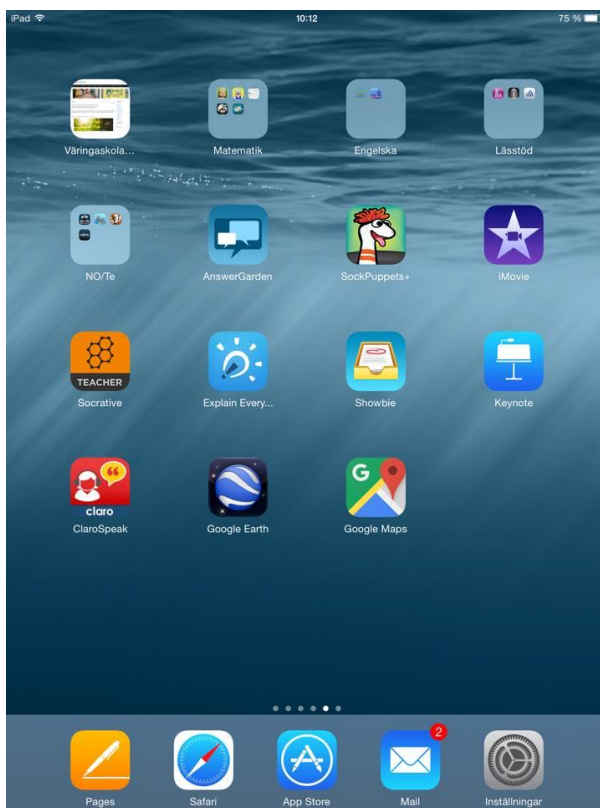 iPad 10:12 75 %
Väringaskola... Matematik Engelska Lässtöd
NO/Te AnswerGarden SockPuppets+ iMovie
TEACHER
Socrative Explain Every... Showbie Keynote
G
claro
ClaroSpeak Google Earth Google Maps
2
Pages Safari App Store Mail Inställningar